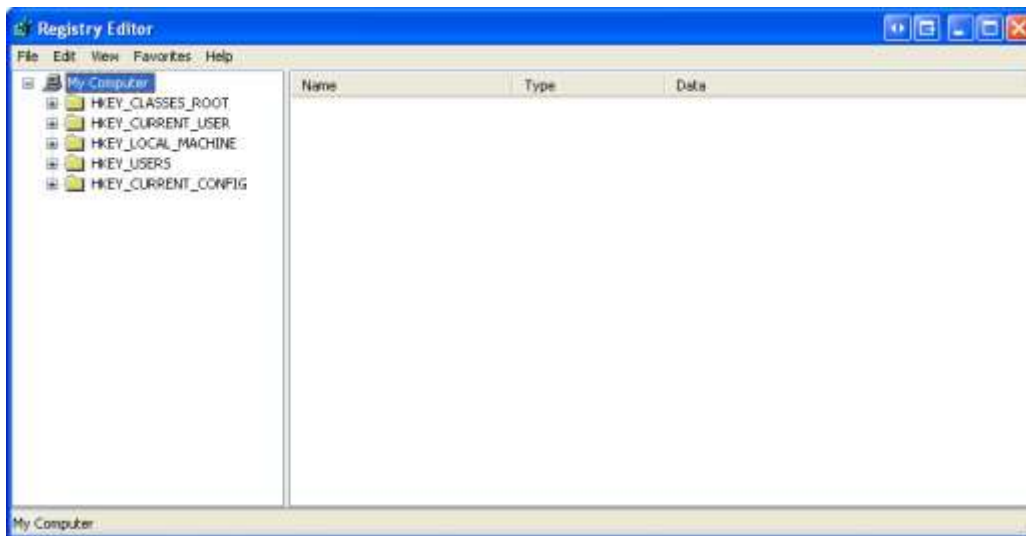 Registry Editor
File Edit View Favorites Help
My Computer
HKEY_CLASSES_ROOT
HKEY_CURRENT_USER
HKEY_LOCAL_MACHINE
HKEY_USERS
HKEY_CURRENT_CONFIG
Name Type Data
My Computer